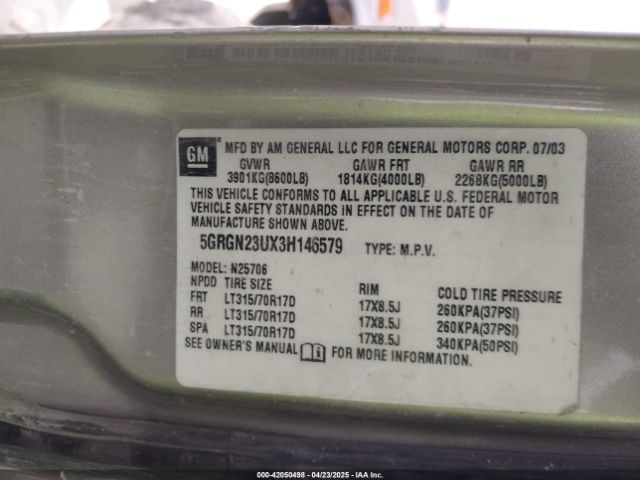 GM
MFD BY AM GENERAL LLC FOR GENERAL MOTORS CORP. 07/03
GVWR GAWR FRT GAWR RR
3901KG(8600LB) 1814KG(4000LB) 2268KG(5000LB)
THIS VEHICLE CONFORMS TO ALL APPLICABLE U.S. FEDERAL MOTOR
VEHICLE SAFETY STANDARDS IN EFFECT ON THE DATE OF
MANUFACTURE SHOWN ABOVE.
5GRGN23UX3H146579 TYPE: M.P.V.
MODEL: N25706
NPDD TIRE SIZE RIM COLD TIRE PRESSURE
FRT LT315/70R17D 17X8.5J 260KPA(37PSI)
RR LT315/70R17D 17X8.5J 260KPA(37PSI)
SPA LT315/70R17D 17X8.5J 340KPA(50PSI)
SEE OWNER'S MANUAL FOR MORE INFORMATION.
000-42050498 - 04/23/2025 - IAA Inc.